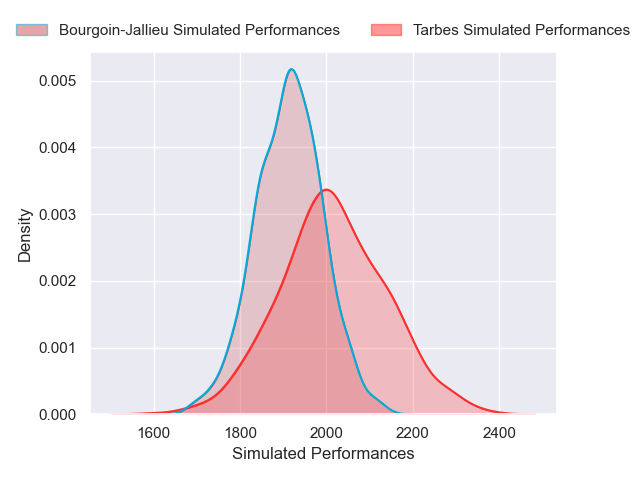 Bourgoin-Jallieu Simulated Performances
Tarbes Simulated Performances
0.005
0.004
0.003
0.002
0.001
0.000
Density
1600
1800
2000
2200
2400
Simulated Performances